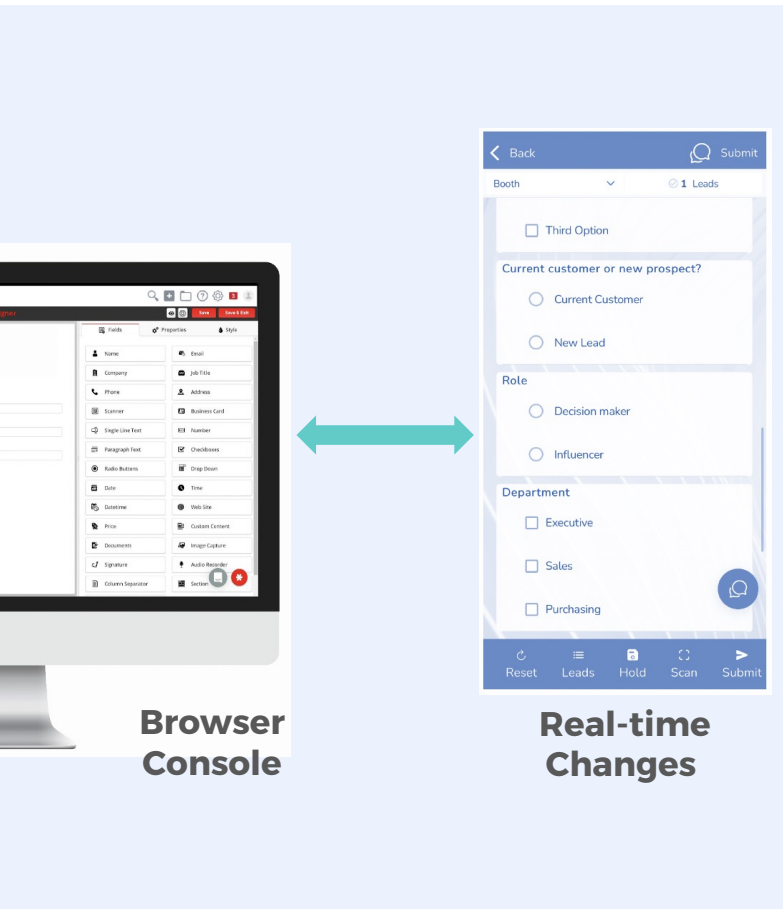 signer
Save
Save & Exit
Fields
Properties
Style
Name
Email
Company
Job Title
Phone
Address
Scanner
Business Card
Single Line Text
Number
Paragraph Text
Checkboxes
Radio Buttons
Drop Down
Date
Time
Datetime
Web Site
Price
Custom Content
Documents
Image Capture
Signature
Audio Recorder
Column Separator
Section
Browser
Console
Back
Submit
Booth
1 Leads
Third Option
Current customer or new prospect?
Current Customer
New Lead
Role
Decision maker
Influencer
Department
Executive
Sales
Purchasing
Reset
Leads
Hold
Scan
Submit
Real-time
Changes